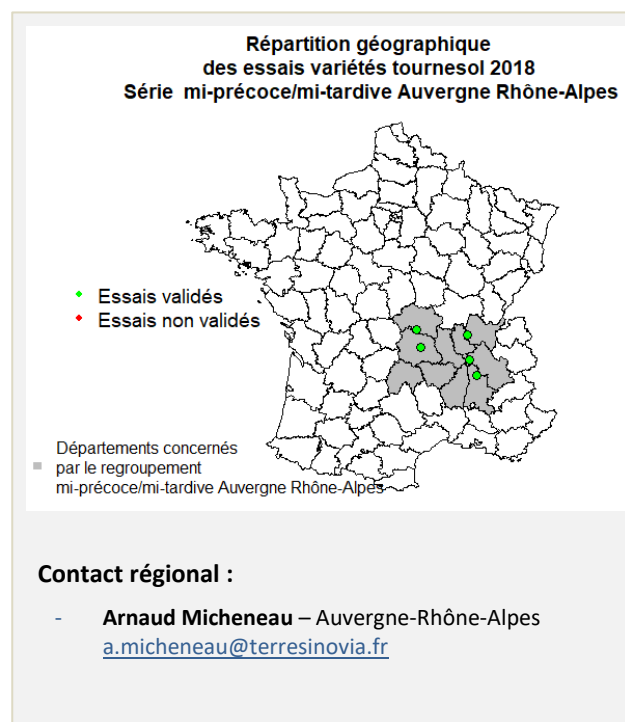 Répartition géographique
des essais variétés tournesol 2018
Série mi-précoce/mi-tardive Auvergne Rhône-Alpes
Essais validés
Essais non validés
Départements concernés
par le regroupement
mi-précoce/mi-tardive Auvergne Rhône-Alpes
Contact régional :
- Arnaud Micheneau – Auvergne-Rhône-Alpes
a.micheneau@terresinovia.fr